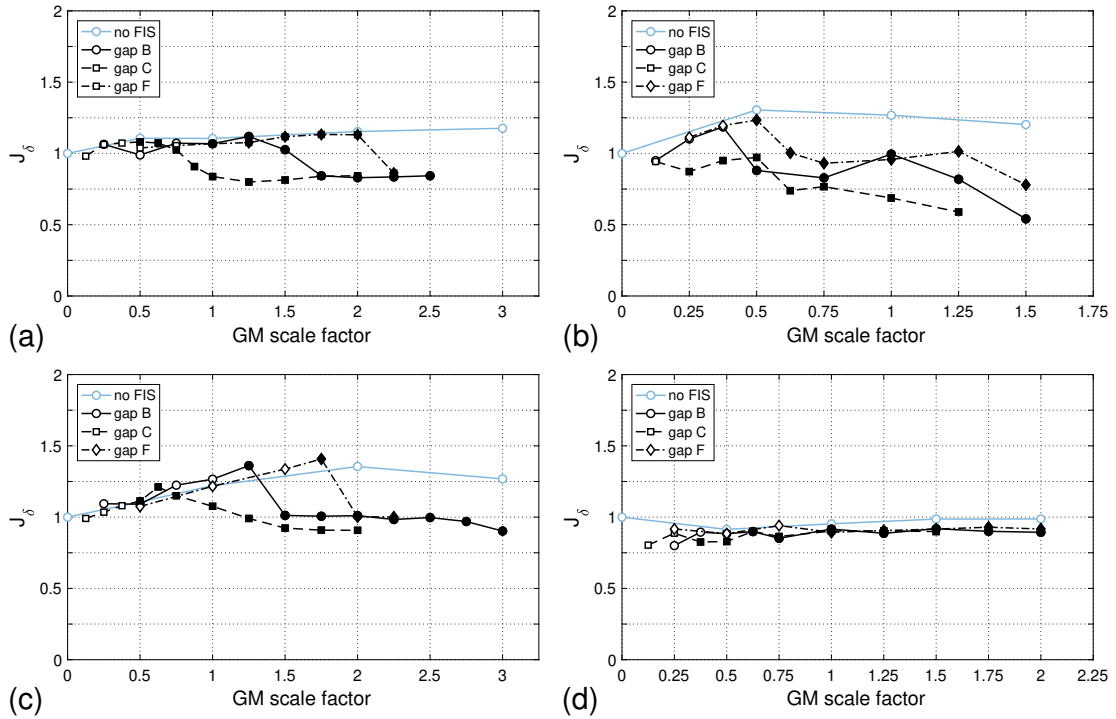 2
1.5
1
0.5
0
J_δ
no FIS
gap B
gap C
gap F
0 0.5 1 1.5 2 2.5 3
GM scale factor
(a)
2
1.5
1
0.5
0
J_δ
no FIS
gap B
gap C
gap F
0 0.25 0.5 0.75 1 1.25 1.5 1.75
GM scale factor
(b)
2
1.5
1
0.5
0
J_δ
no FIS
gap B
gap C
gap F
0 0.5 1 1.5 2 2.5 3
GM scale factor
(c)
2
1.5
1
0.5
0
J_δ
no FIS
gap B
gap C
gap F
0 0.25 0.5 0.75 1 1.25 1.5 1.75 2 2.25
GM scale factor
(d)